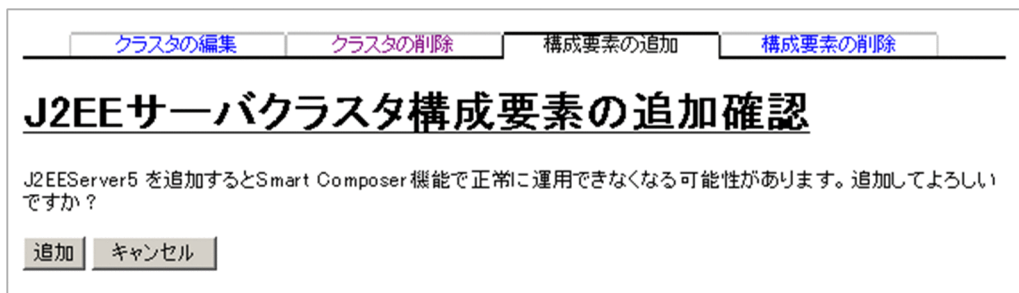 クラスタの編集 クラスタの削除 構成要素の追加 構成要素の削除
J2EEサーバクラスタ構成要素の追加確認
J2EEServer5 を追加するとSmart Composer機能で正常に運用できなくなる可能性があります。追加してよろしい
ですか？
追加 キャンセル